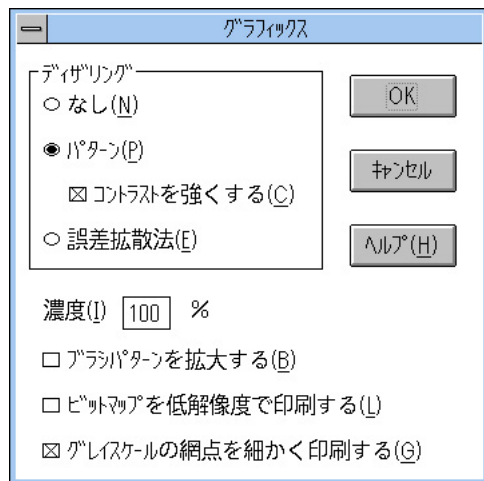 グラフィックス
ディザリング
なし(N)
パターン(P)
コントラストを強くする(C)
誤差拡散法(E)
OK
キャンセル
ヘルプ(H)
濃度(I) 100 %
ブラシパターンを拡大する(B)
ビットマップを低解像度で印刷する(L)
グレイスケールの網点を細かく印刷する(G)